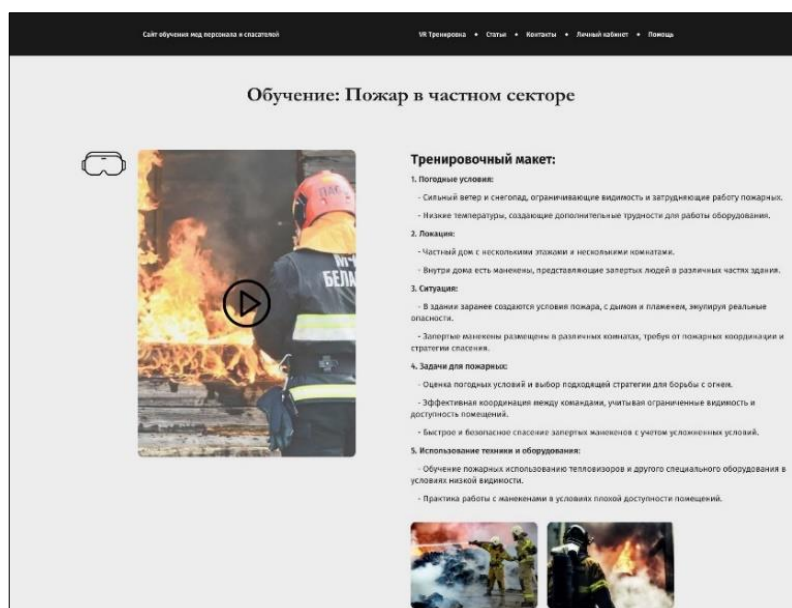 Сайт обучения мед персонала и спасателей
VR Тренировка • Статьи • Контакты • Личный кабинет • Помощь
Обучение: Пожар в частном секторе
ПАС
МЧ
БЕЛА
Тренировочный макет:
1. Погодные условия:
- Сильный ветер и снегопад, ограничивающие видимость и затрудняющие работу пожарных.
- Низкие температуры, создающие дополнительные трудности для работы оборудования.
2. Локация:
- Частный дом с несколькими этажами и несколькими комнатами.
- Внутри дома есть манекены, представляющие запертых людей в различных частях здания.
3. Ситуация:
- В здании заранее создаются условия пожара, с дымом и пламенем, эмулируя реальные
опасности.
- Запертые манекены размещены в различных комнатах, требуя от пожарных координации и
стратегии спасения.
4. Задачи для пожарных:
- Оценка погодных условий и выбор подходящей стратегии для борьбы с огнем.
- Эффективная координация между командами, учитывая ограниченные видимость и
доступность помещений.
- Быстрое и безопасное спасение запертых манекенов с учетом усложненных условий.
5. Использование техники и оборудования:
- Обучение пожарных использованию тепловизоров и другого специального оборудования в
условиях низкой видимости.
- Практика работы с манекенами в условиях плохой доступности помещений.